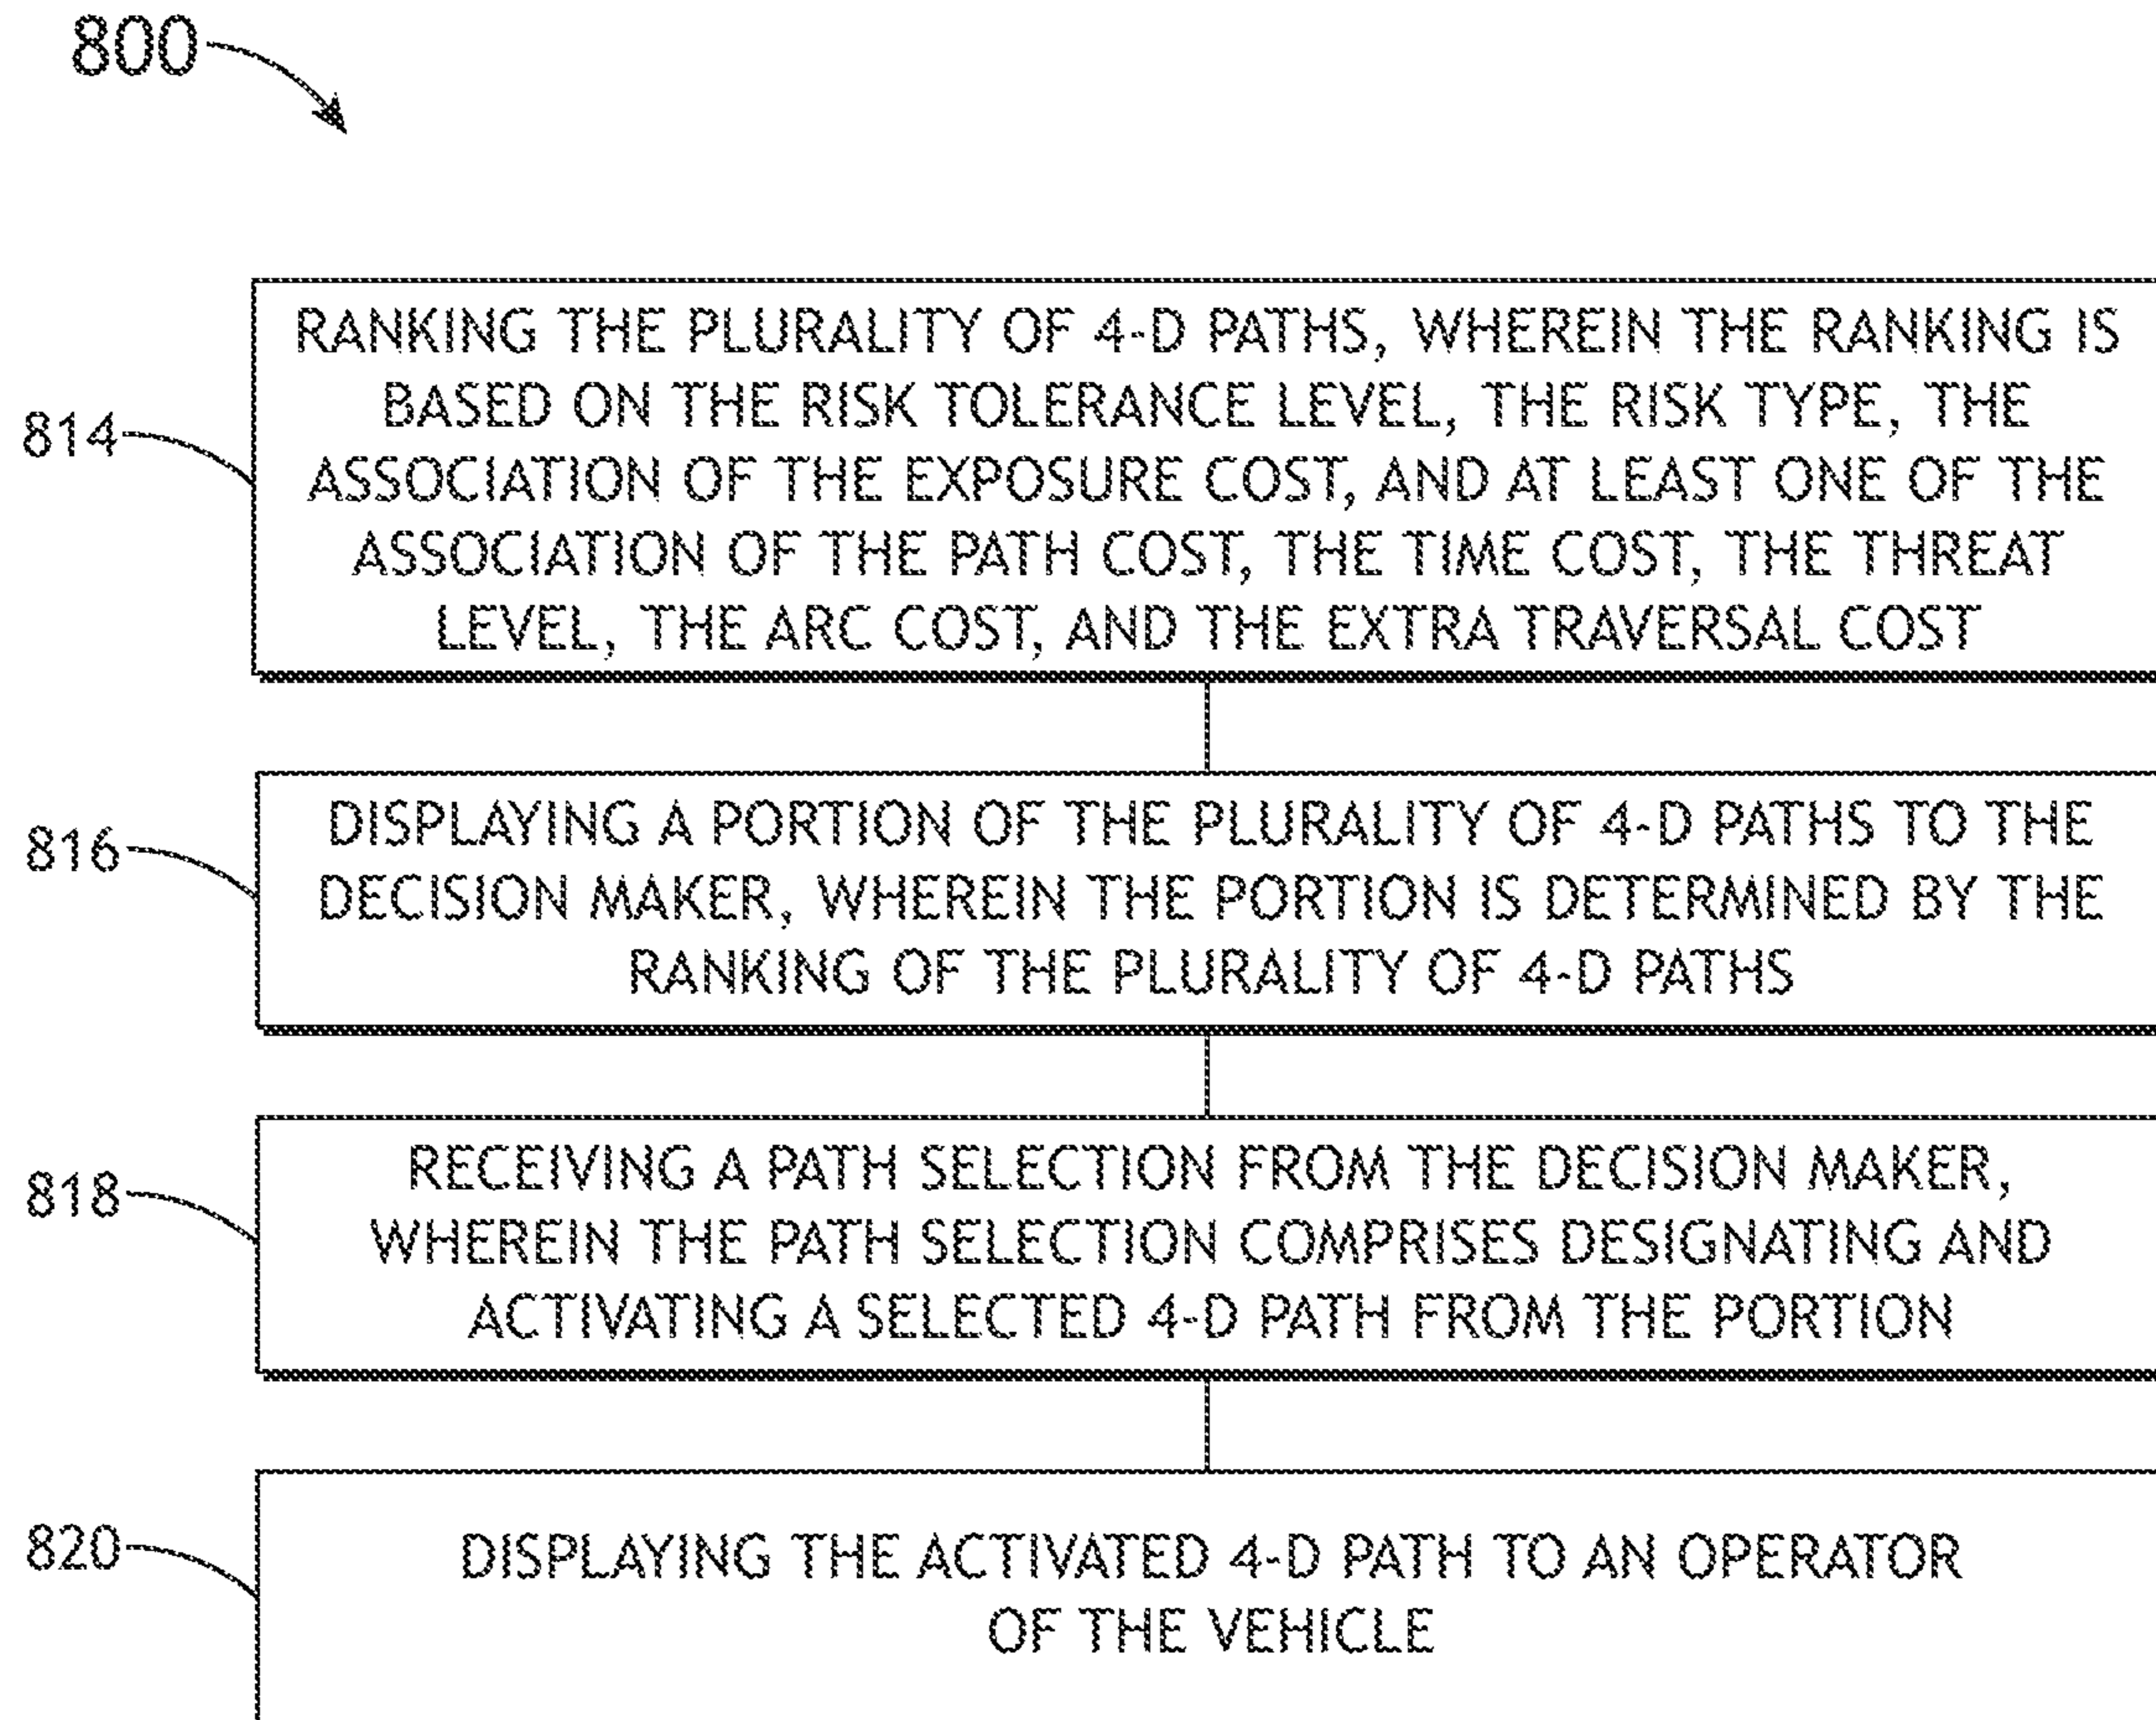 800
814
RANKING THE PLURALITY OF 4-D PATHS, WHEREIN THE RANKING IS
BASED ON THE RISK TOLERANCE LEVEL, THE RISK TYPE, THE
ASSOCIATION OF THE EXPOSURE COST, AND AT LEAST ONE OF THE
ASSOCIATION OF THE PATH COST, THE TIME COST, THE THREAT
LEVEL, THE ARC COST, AND THE EXTRA TRAVERSAL COST
816
DISPLAYING A PORTION OF THE PLURALITY OF 4-D PATHS TO THE
DECISION MAKER, WHEREIN THE PORTION IS DETERMINED BY THE
RANKING OF THE PLURALITY OF 4-D PATHS
818
RECEIVING A PATH SELECTION FROM THE DECISION MAKER,
WHEREIN THE PATH SELECTION COMPRISES DESIGNATING AND
ACTIVATING A SELECTED 4-D PATH FROM THE PORTION
820
DISPLAYING THE ACTIVATED 4-D PATH TO AN OPERATOR
OF THE VEHICLE